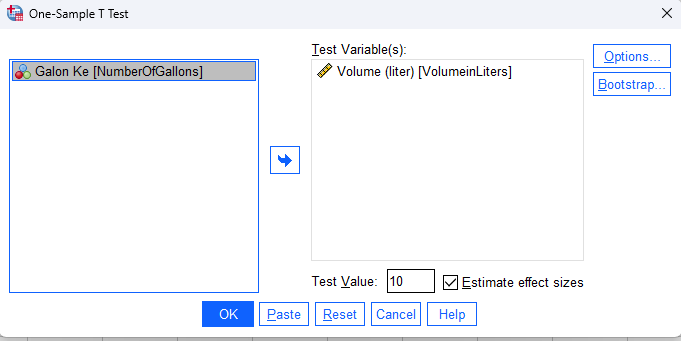 One-Sample T Test
Test Variable(s):
Galon Ke [NumberOfGallons]
Volume (liter) [VolumeinLiters]
Options...
Bootstrap...
Test Value: 10 Estimate effect sizes
OK Paste Reset Cancel Help